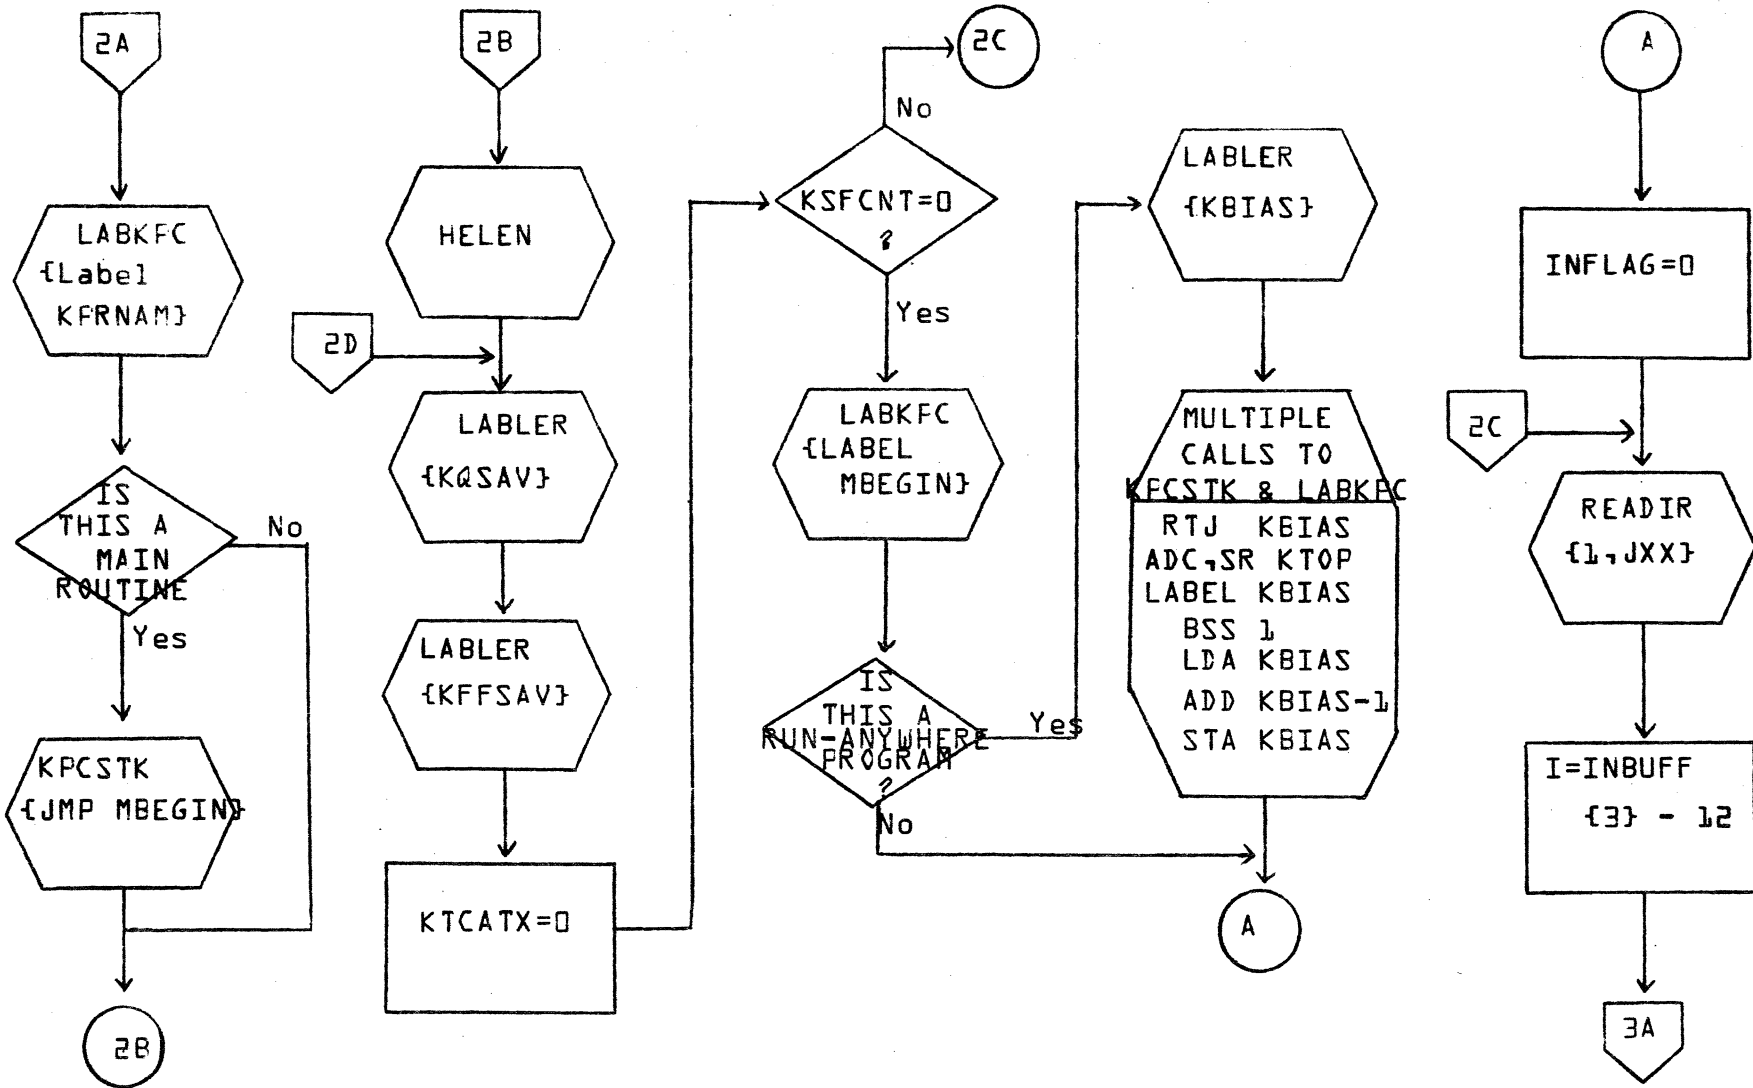 2A
LABKFC
{Label
KFRNAM}
IS
THIS A
MAIN
ROUTINE
No
Yes
KPCSTK
{JMP MBEGIN}
2B
2B
HELEN
2D
LABLER
{KQSAV}
LABLER
{KFFSAV}
KTCATX=0
2C
No
KSFCNT=0
?
Yes
LABKFC
{LABEL
MBEGIN}
IS
THIS A
RUN-ANYWHERE
PROGRAM
?
Yes
No
LABLER
{KBIAS}
MULTIPLE
CALLS TO
KFCSTK & LABKFC
RTJ KBIAS
ADC,SR KTOP
LABEL KBIAS
BSS 1
LDA KBIAS
ADD KBIAS-1
STA KBIAS
A
A
INFLAG=0
2C
READIR
{1,JXX}
I=INBUFF
{3} - 12
3A